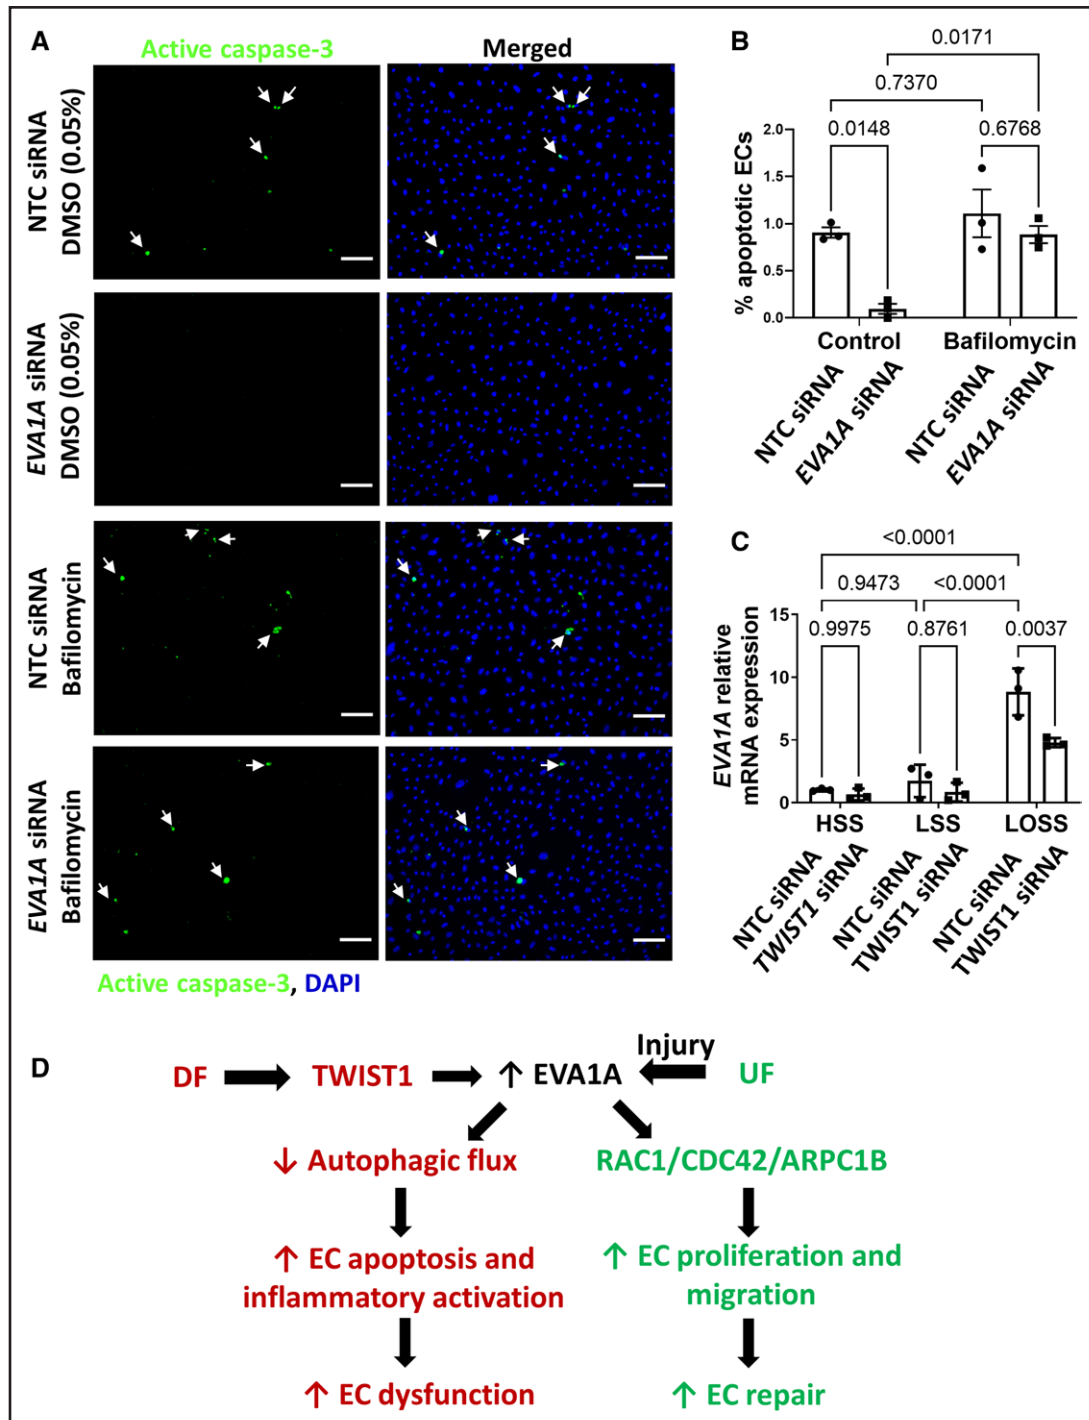 A
Active caspase-3
Merged
NTC siRNA
DMSO (0.05%)
EVA1A siRNA
DMSO (0.05%)
NTC siRNA
Bafilomycin
EVA1A siRNA
Bafilomycin
Active caspase-3, DAPI
B
0.0171
0.7370
0.0148
0.6768
% apoptotic ECs
2.0
1.5
1.0
0.5
0.0
Control
Bafilomycin
NTC siRNA
EVA1A siRNA
NTC siRNA
EVA1A siRNA
C
<0.0001
0.9473
<0.0001
0.9975
0.8761
0.0037
EVA1A relative
mRNA expression
15
10
5
0
HSS
LSS
LOSS
NTC siRNA
TWIST1 siRNA
NTC siRNA
TWIST1 siRNA
NTC siRNA
TWIST1 siRNA
D
DF
TWIST1
↑ EVA1A
Injury
UF
↓ Autophagic flux
RAC1/CDC42/ARPC1B
↑ EC apoptosis and
inflammatory activation
↑ EC proliferation and
migration
↑ EC dysfunction
↑ EC repair